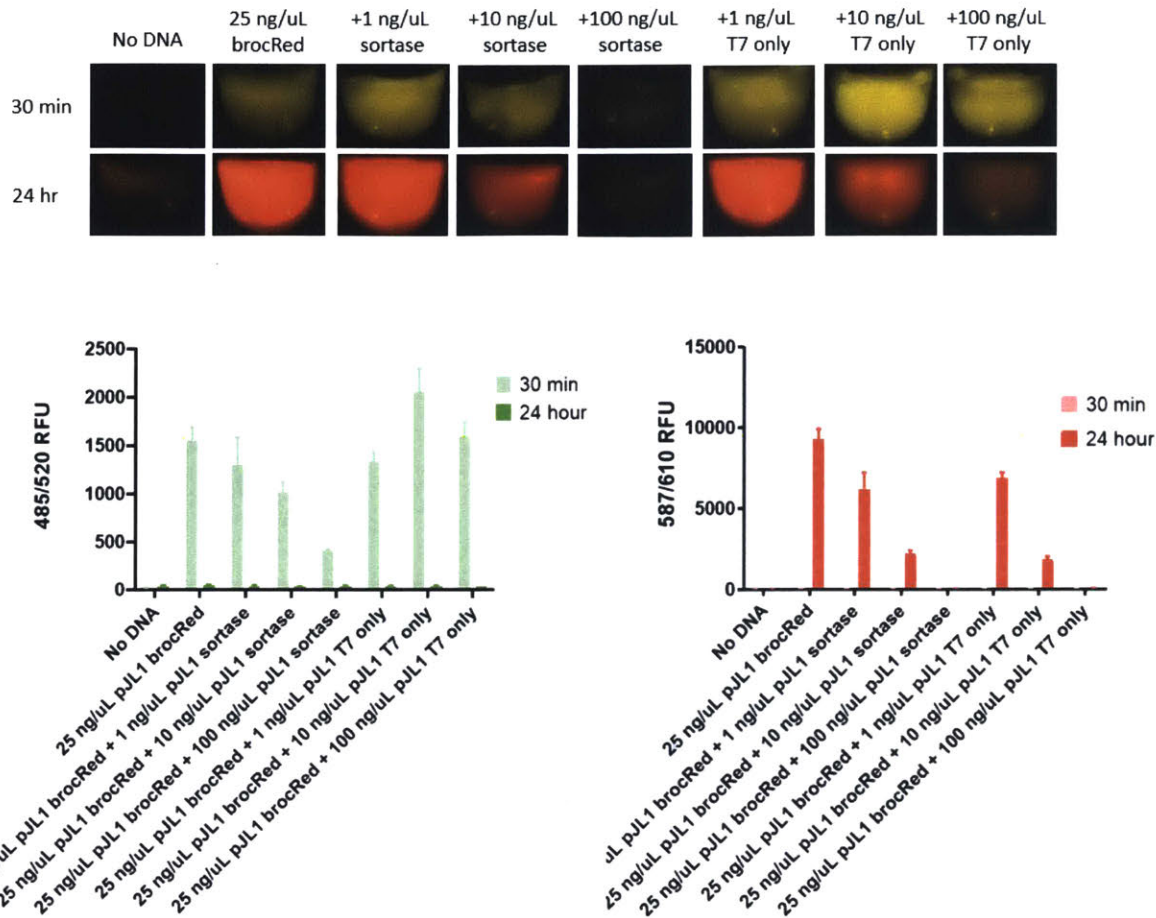 No DNA
25 ng/uL
brocRed
+1 ng/uL
sortase
+10 ng/uL
sortase
+100 ng/uL
sortase
+1 ng/uL
T7 only
+10 ng/uL
T7 only
+100 ng/uL
T7 only
30 min
24 hr
2500
2000
1500
1000
500
0
485/520 RFU
30 min
24 hour
No DNA
25 ng/uL pJL1 brocRed
uL pJL1 brocRed + 1 ng/uL pJL1 sortase
25 ng/uL pJL1 brocRed + 10 ng/uL pJL1 sortase
25 ng/uL pJL1 brocRed + 100 ng/uL pJL1 sortase
25 ng/uL pJL1 brocRed + 1 ng/uL pJL1 T7 only
25 ng/uL pJL1 brocRed + 10 ng/uL pJL1 T7 only
25 ng/uL pJL1 brocRed + 100 ng/uL pJL1 T7 only
15000
10000
5000
0
587/610 RFU
30 min
24 hour
No DNA
25 ng/uL pJL1 brocRed
uL pJL1 brocRed + 1 ng/uL pJL1 sortase
25 ng/uL pJL1 brocRed + 10 ng/uL pJL1 sortase
25 ng/uL pJL1 brocRed + 100 ng/uL pJL1 sortase
25 ng/uL pJL1 brocRed + 1 ng/uL pJL1 T7 only
25 ng/uL pJL1 brocRed + 10 ng/uL pJL1 T7 only
25 ng/uL pJL1 brocRed + 100 ng/uL pJL1 T7 only